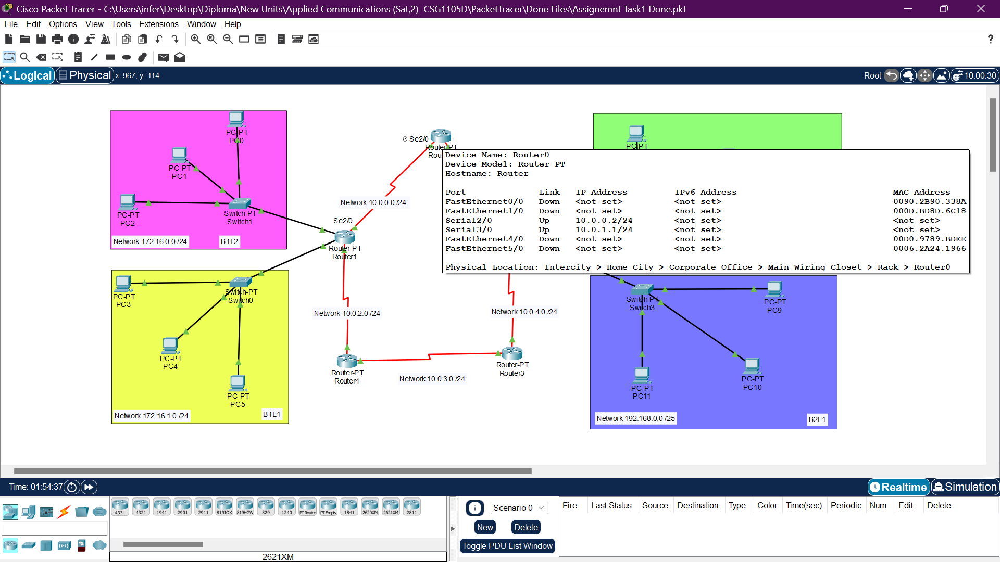 Cisco Packet Tracer - C:\Users\infer\Desktop\Diploma\New Units\Applied Communications (Sat,2)  CSG1105D\PacketTracer\Done Files\Assignemnt Task1 Done.pkt
File Edit Options View Tools Extensions Window Help
?
Logical Physical x: 967, y: 114
Root 10:00:30
PC-PT
PC0
PC-PT
PC1
PC-PT
PC2
Switch-PT
Switch1
Network 172.16.0.0 /24
B1L2
Se2/0
Router-PT
Rou
PC-PT
Device Name: Router0
Device Model: Router-PT
Hostname: Router
Port Link IP Address IPv6 Address MAC Address
FastEthernet0/0 Down <not set> <not set> 0090.2B90.338A
FastEthernet1/0 Down <not set> <not set> 000D.BD8D.6C18
Serial2/0 Up 10.0.0.2/24 <not set> <not set>
Serial3/0 Up 10.0.1.1/24 <not set> <not set>
FastEthernet4/0 Down <not set> <not set> 00D0.9789.BDEE
FastEthernet5/0 Down <not set> <not set> 0006.2A24.1966
Physical Location: Intercity > Home City > Corporate Office > Main Wiring Closet > Rack > Router0
Network 10.0.0.0 /24
Se2/0
Router-PT
Router1
PC-PT
PC3
Switch-PT
Switch0
PC-PT
PC4
PC-PT
PC5
Network 172.16.1.0 /24
B1L1
Network 10.0.2.0 /24
Network 10.0.4.0 /24
Router-PT
Router4
Network 10.0.3.0 /24
Router-PT
Router3
Switch-PT
Switch3
PC-PT
PC9
PC-PT
PC11
PC-PT
PC10
Network 192.168.0.0 /25
B2L1
Time: 01:54:37
Realtime Simulation
4331 4321 1941 2901 2911 819IOX 819HGW 829 1240 PT-Router PT-Empty 1841 2620XM 2621XM 2811
2621XM
Scenario 0
New Delete
Toggle PDU List Window
Fire Last Status Source Destination Type Color Time(sec) Periodic Num Edit Delete